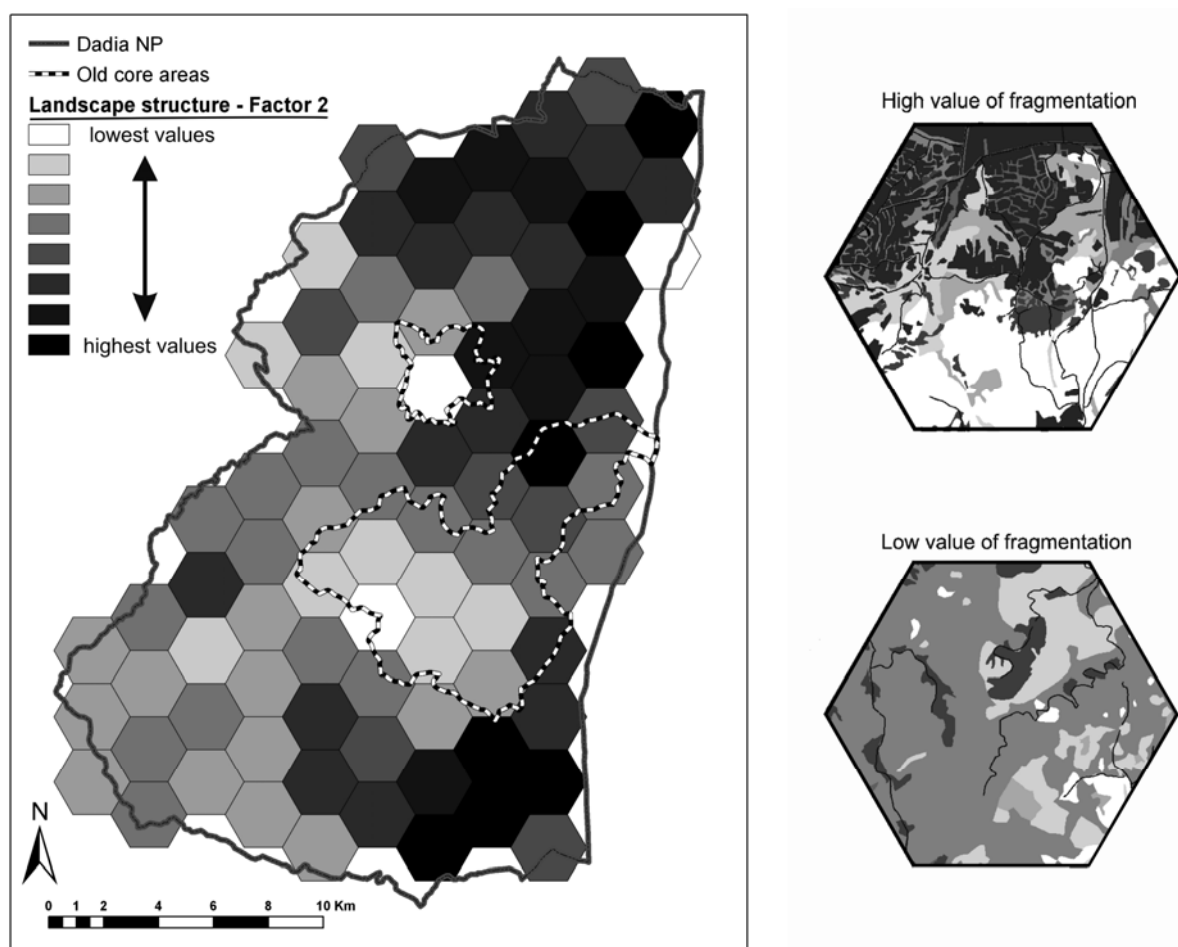 Dadia NP
Old core areas
Landscape structure - Factor 2
lowest values
highest values
N
0 1 2 4 6 8 10 Km
High value of fragmentation
Low value of fragmentation